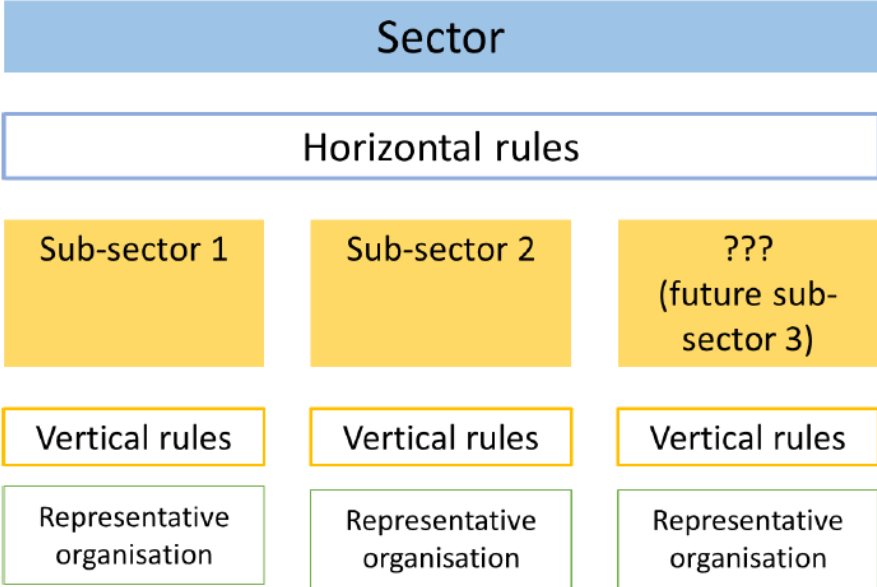 Sector
Horizontal rules
Sub-sector 1
Sub-sector 2
???
(future sub-
sector 3)
Vertical rules
Vertical rules
Vertical rules
Representative
organisation
Representative
organisation
Representative
organisation